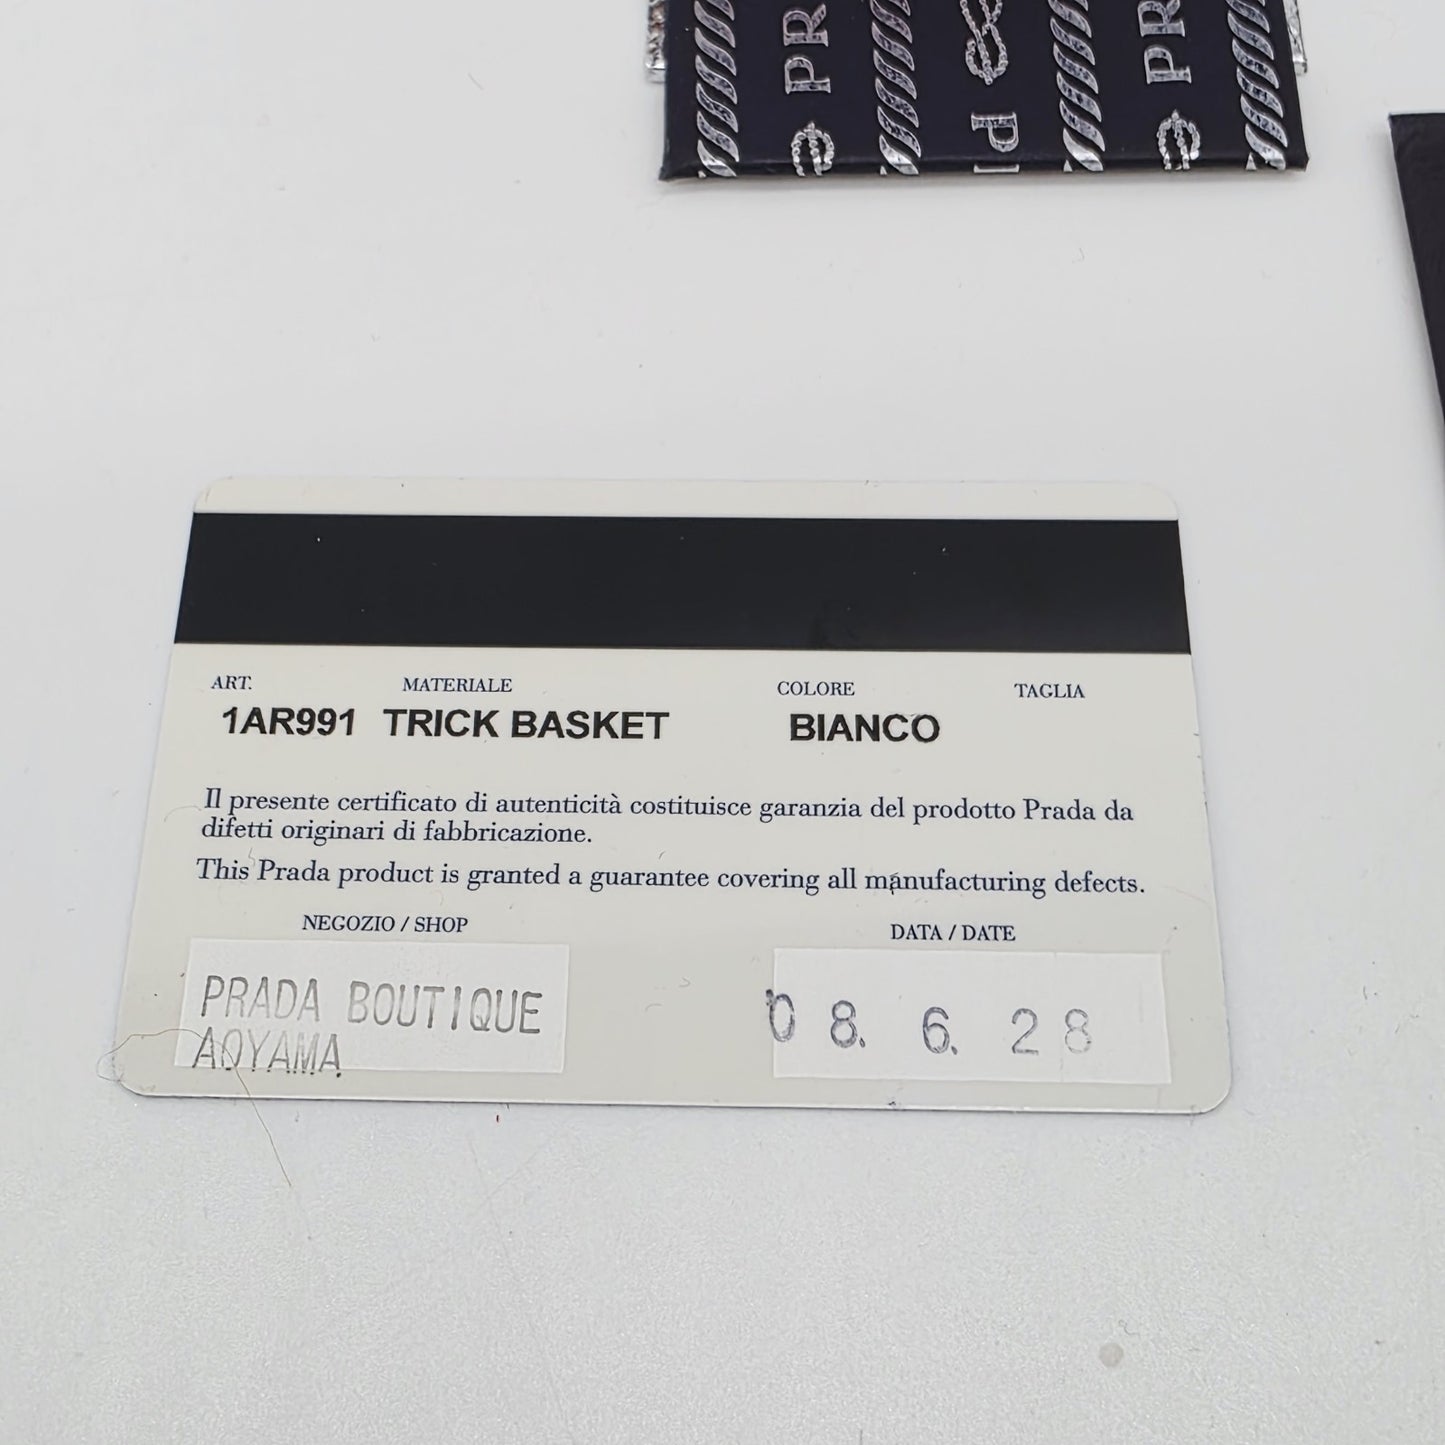 PR PR
P
ART. MATERIALE COLORE TAGLIA
1AR991 TRICK BASKET BIANCO
Il presente certificato di autenticità costituisce garanzia del prodotto Prada da
difetti originari di fabbricazione.
This Prada product is granted a guarantee covering all manufacturing defects.
NEGOZIO / SHOP DATA / DATE
PRADA BOUTIQUE
AOYAMA
08. 6. 28